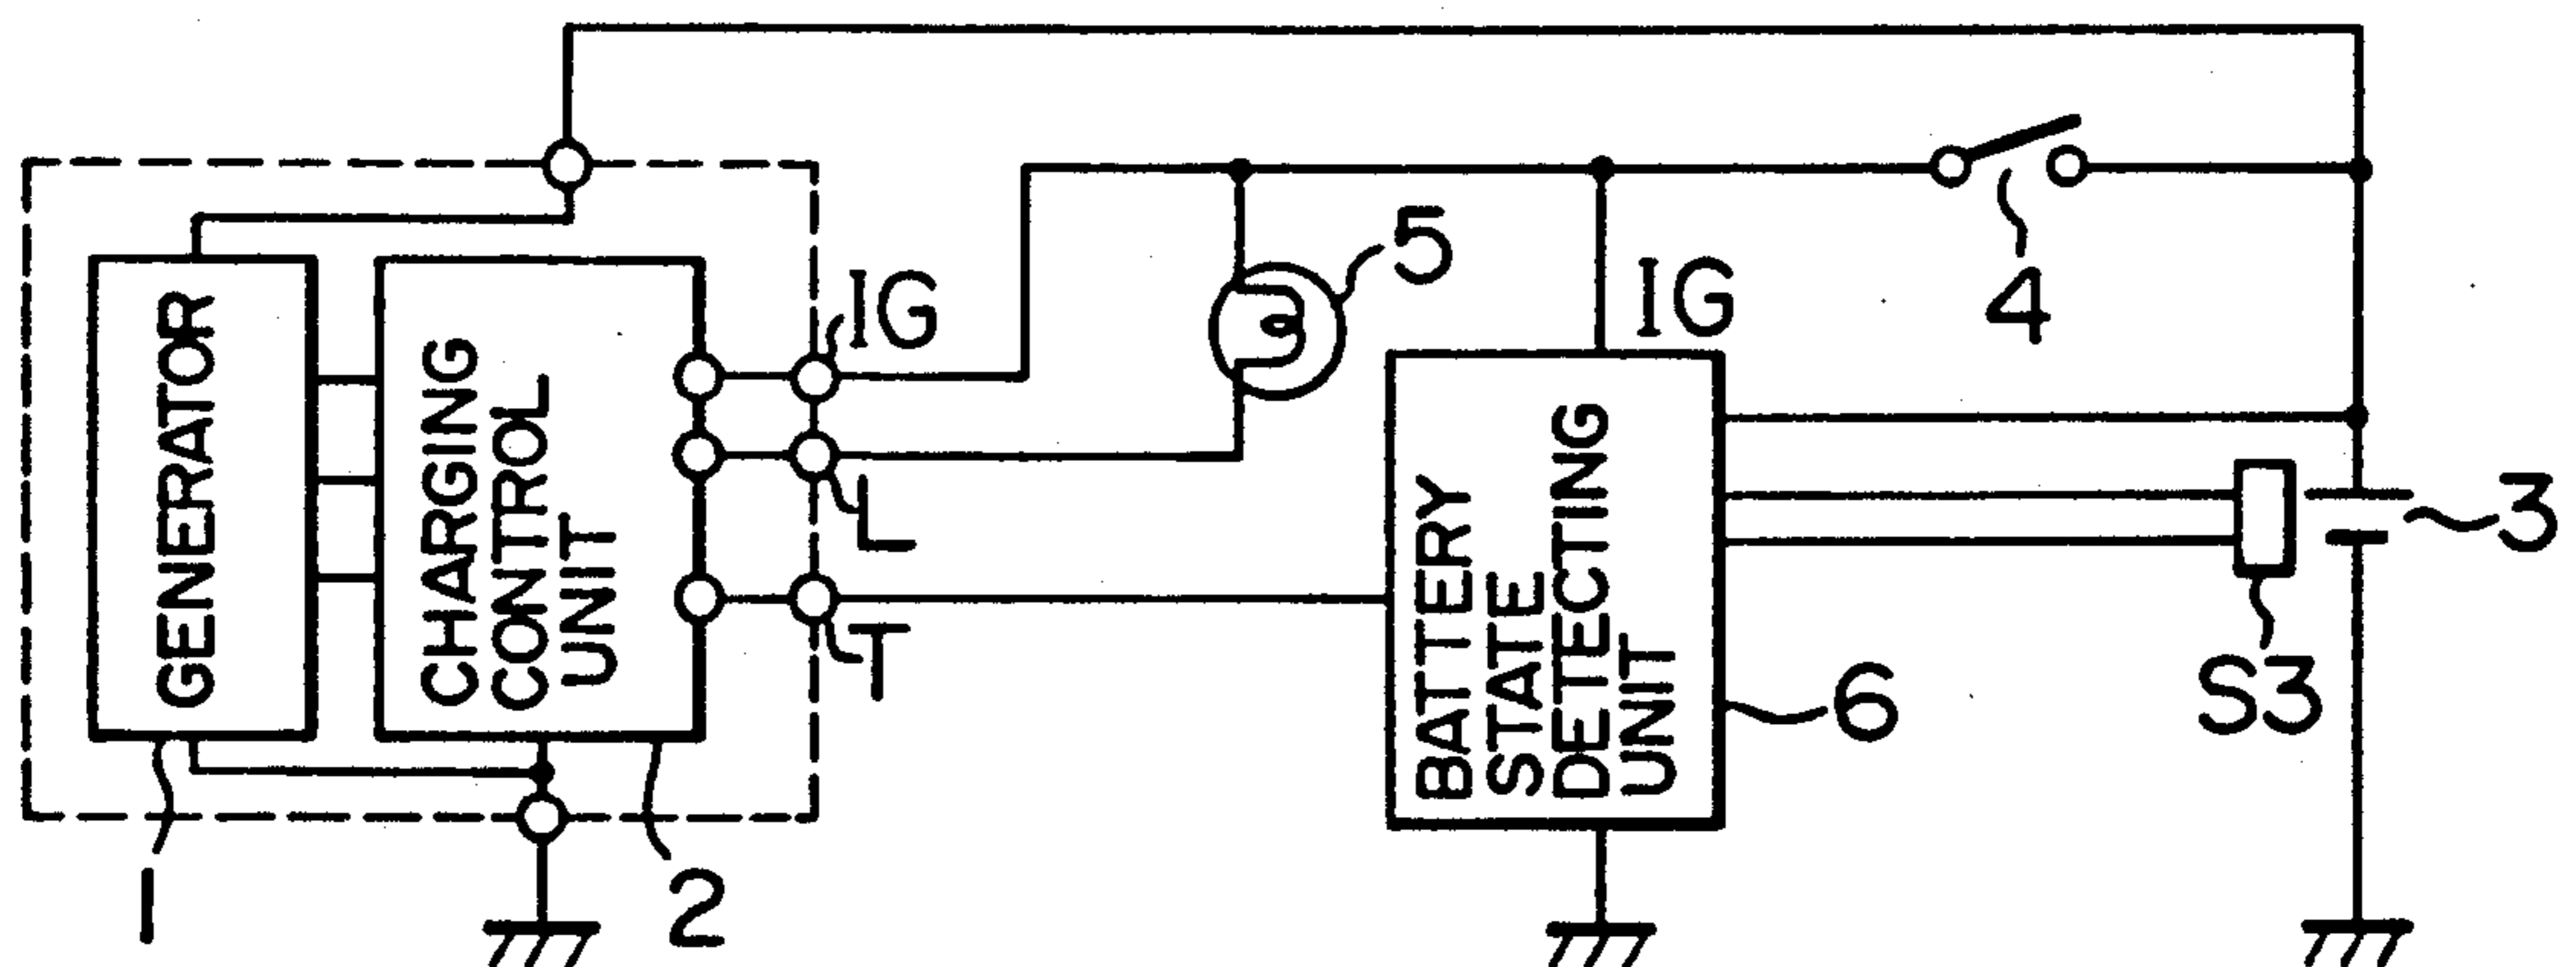 GENERATOR
CHARGING
CONTROL
UNIT
IG
L
T
5
IG
4
BATTERY
STATE
DETECTING
UNIT
3
S3
6
1
2